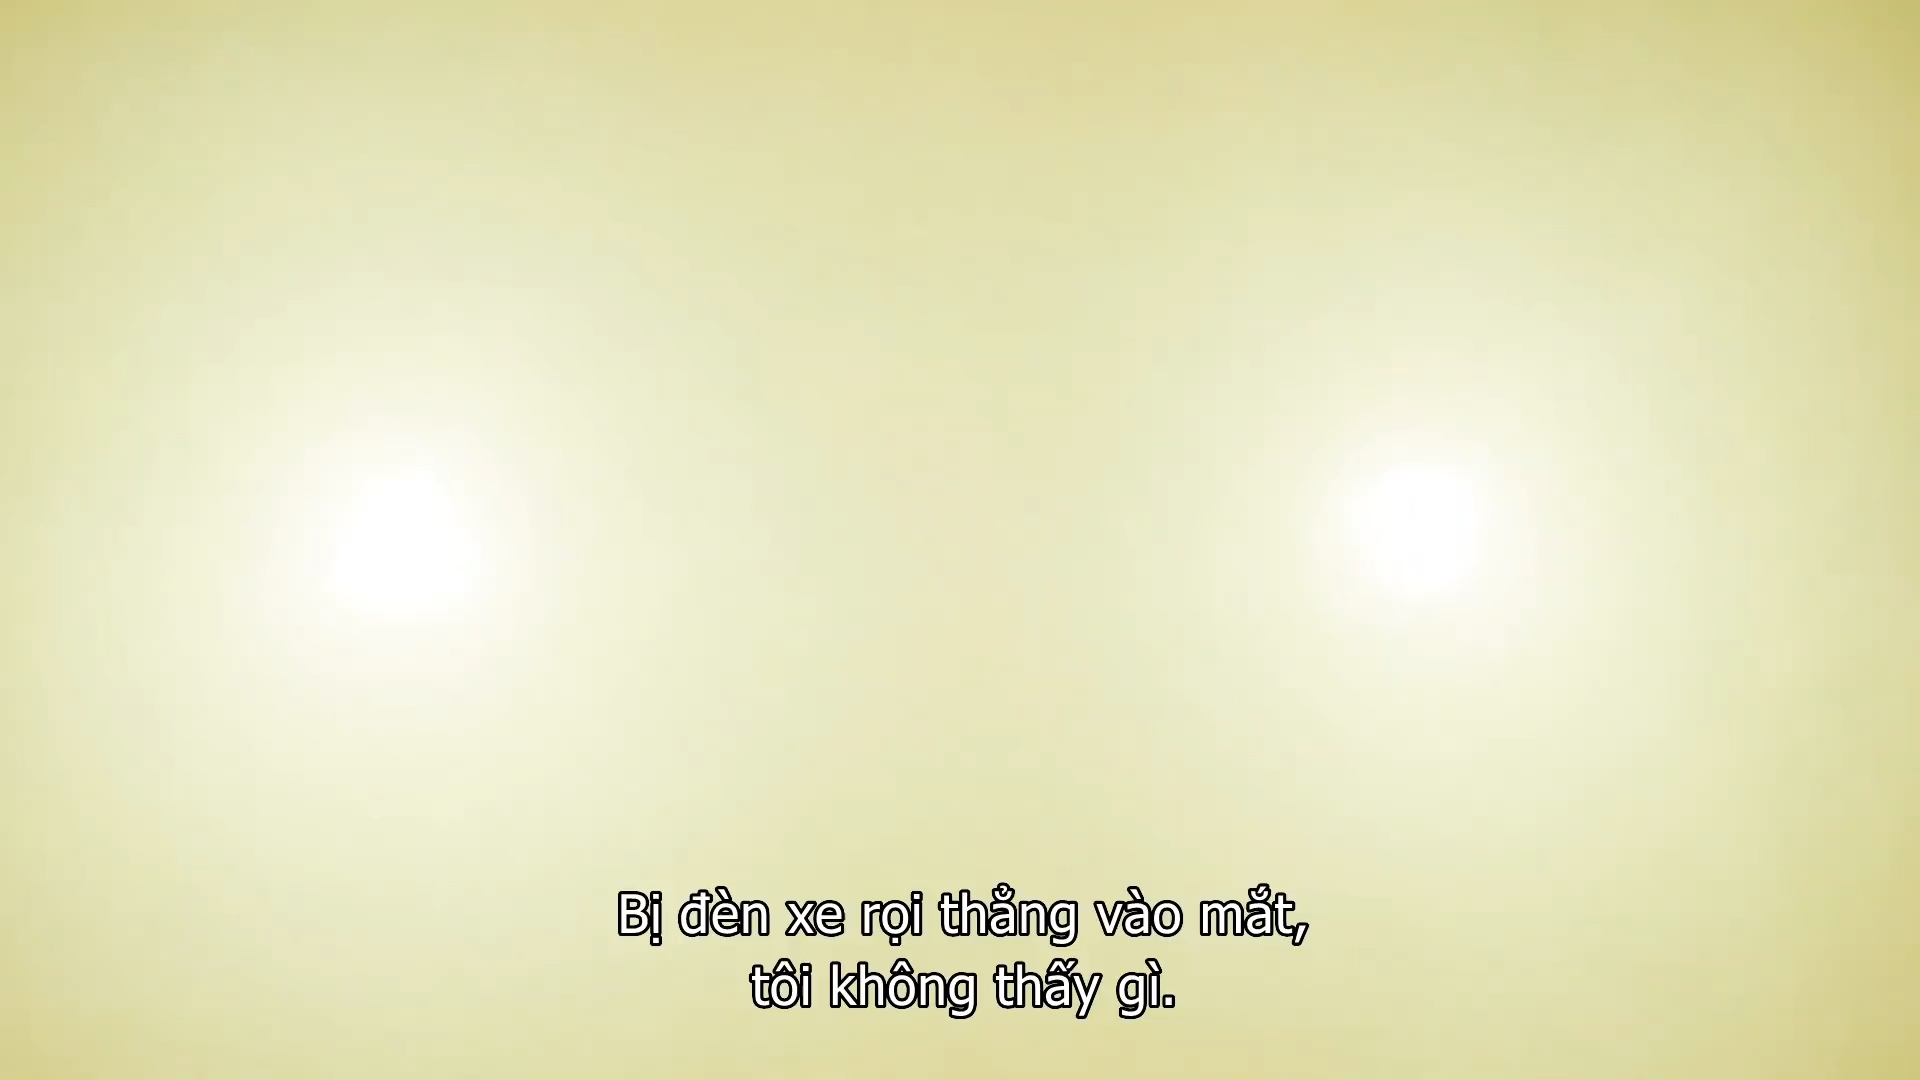 Bị đèn xe rọi thẳng vào mắt,
tôi không thấy gì.